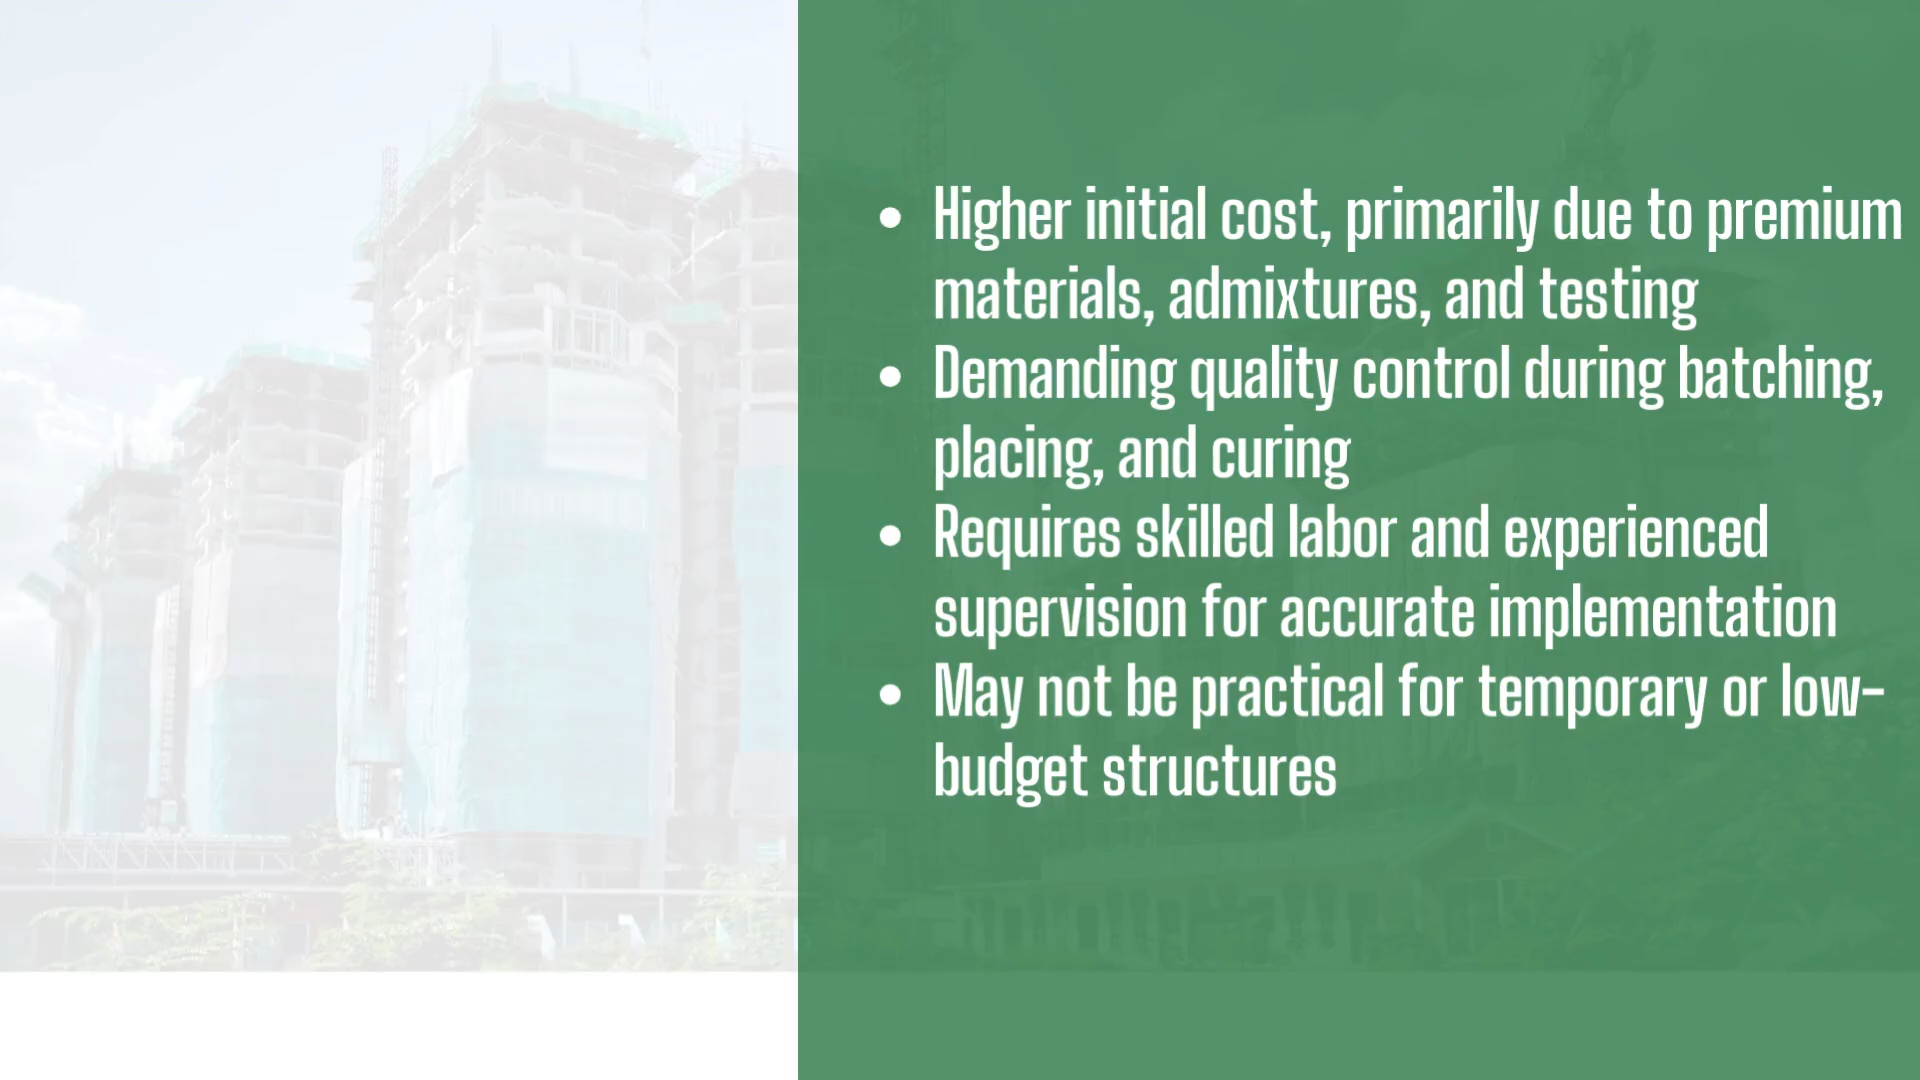 • Higher initial cost, primarily due to premium
materials, admixtures, and testing
• Demanding quality control during batching,
placing, and curing
• Requires skilled labor and experienced
supervision for accurate implementation
• May not be practical for temporary or low-
budget structures